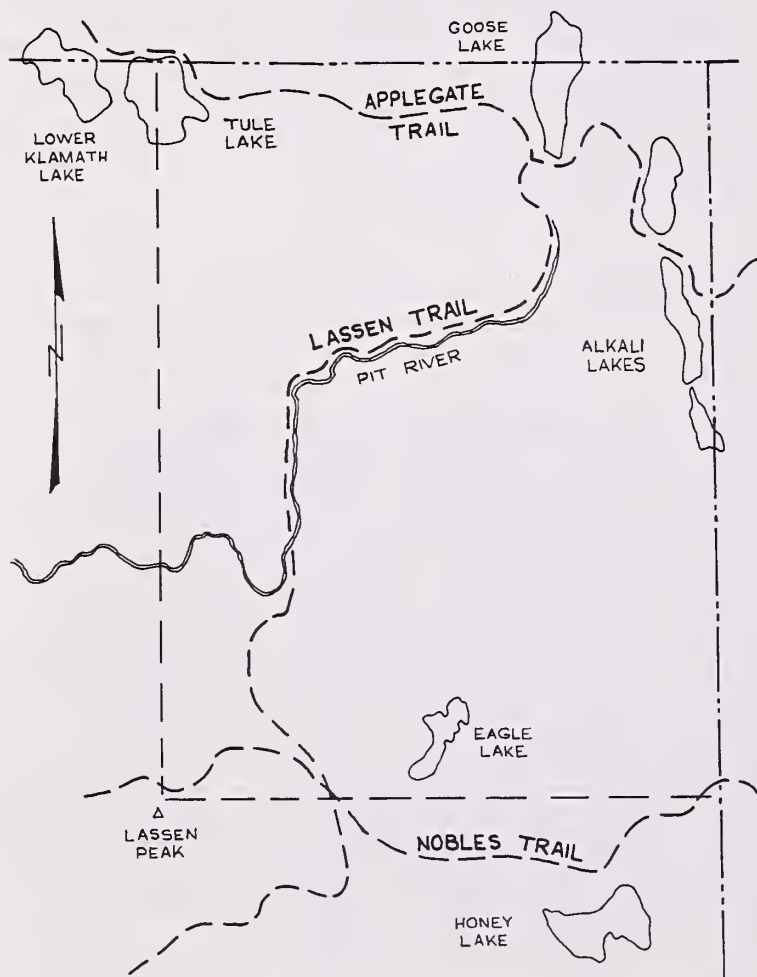 GOOSE
LAKE
LOWER
KLAMATH
LAKE
TULE
LAKE
APPLEGATE
TRAIL
N
LASSEN TRAIL
PIT RIVER
ALKALI
LAKES
EAGLE
LAKE
LASSEN
PEAK
NOBLES TRAIL
HONEY
LAKE